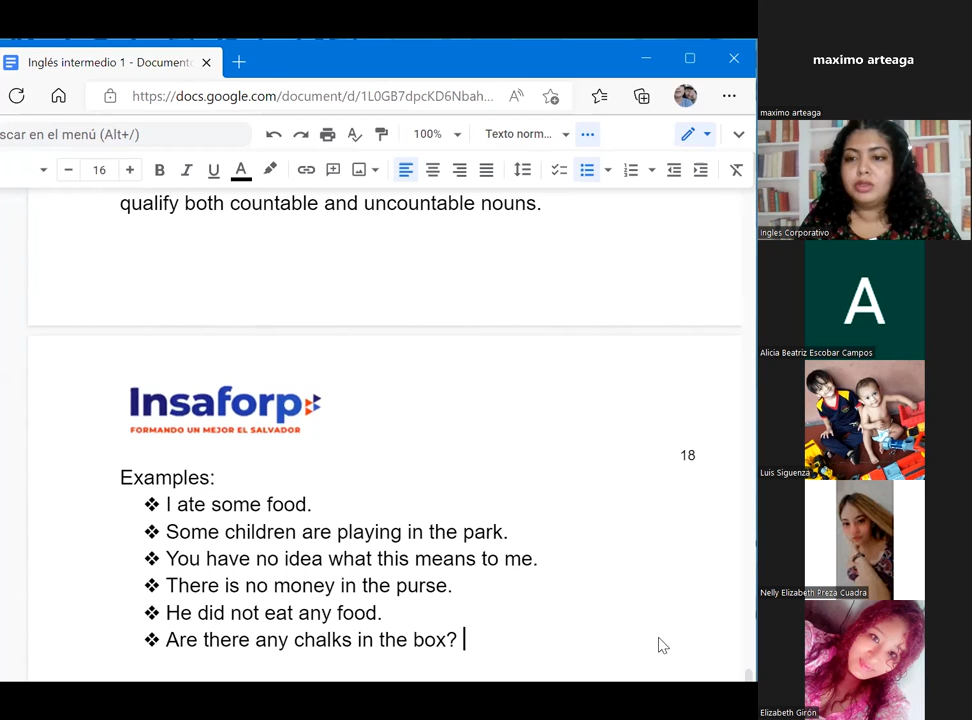 Inglés intermedio 1 - Documento
https://docs.google.com/document/d/1L0GB7dpcKD6Nbah...
scar en el menú (Alt+/)
100%
Texto norm...
16
qualify both countable and uncountable nouns.
Insaforp
FORMANDO UN MEJOR EL SALVADOR
18
Examples:
❖ I ate some food.
❖ Some children are playing in the park.
❖ You have no idea what this means to me.
❖ There is no money in the purse.
❖ He did not eat any food.
❖ Are there any chalks in the box?
maximo arteaga
maximo arteaga
Ingles Corporativo
A
Alicia Beatriz Escobar Campos
Luis Siguenza
Nelly Elizabeth Preza Cuadra
Elizabeth Girón